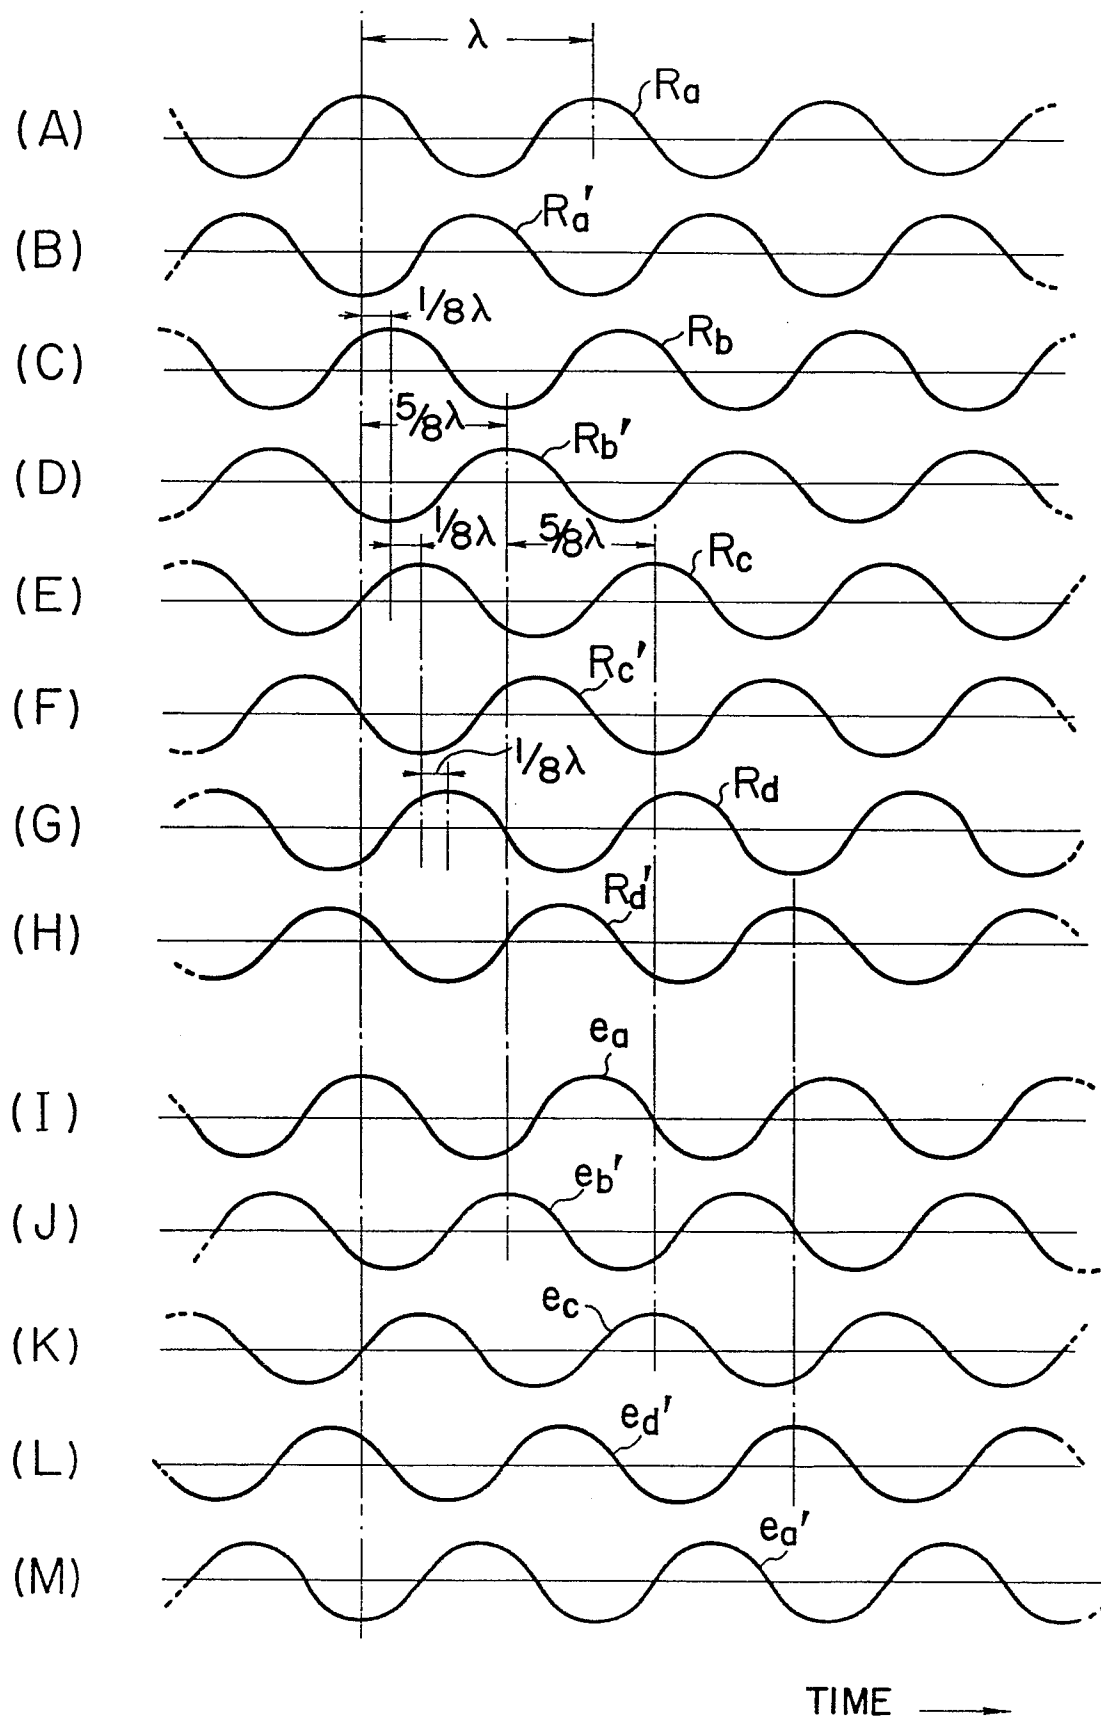 λ
(A) Ra
(B) Ra'
1/8λ
(C) Rb
5/8λ
(D) Rb'
1/8λ 5/8λ
(E) Rc
(F) Rc'
1/8λ
(G) Rd
(H) Rd'
(I) ea
(J) eb'
(K) ec
(L) ed'
(M) ea'
TIME